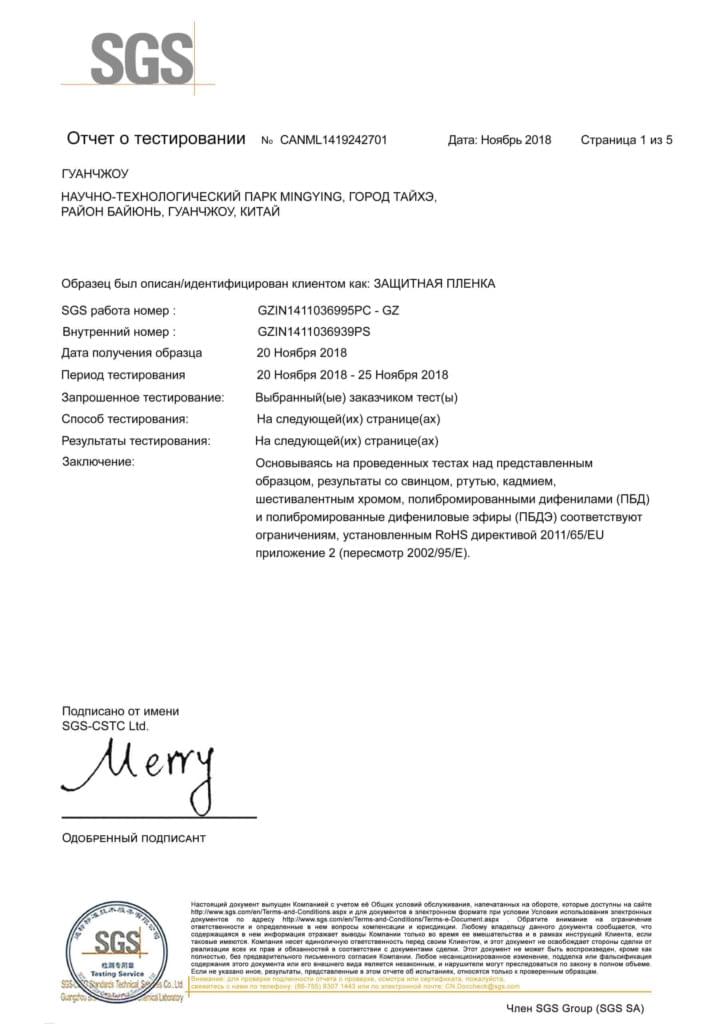 SGS
Отчет о тестировании № CANML1419242701 Дата: Ноябрь 2018 Страница 1 из 5
ГУАНЧЖОУ
НАУЧНО-ТЕХНОЛОГИЧЕСКИЙ ПАРК MINGYING, ГОРОД ТАЙХЭ,
РАЙОН БАЙЮНЬ, ГУАНЧЖОУ, КИТАЙ
Образец был описан/идентифицирован клиентом как: ЗАЩИТНАЯ ПЛЕНКА
SGS работа номер : GZIN1411036995PC - GZ
Внутренний номер : GZIN1411036939PS
Дата получения образца 20 Ноября 2018
Период тестирования 20 Ноября 2018 - 25 Ноября 2018
Запрошенное тестирование: Выбранный(ые) заказчиком тест(ы)
Способ тестирования: На следующей(их) странице(ах)
Результаты тестирования: На следующей(их) странице(ах)
Заключение: Основываясь на проведенных тестах над представленным
образцом, результаты со свинцом, ртутью, кадмием,
шестивалентным хромом, полибромированными дифенилами (ПБД)
и полибромированные дифениловые эфиры (ПБДЭ) соответствуют
ограничениям, установленным RoHS директивой 2011/65/EU
приложение 2 (пересмотр 2002/95/E).
Подписано от имени
SGS-CSTC Ltd.
Merry
ОДОБРЕННЫЙ ПОДПИСАНТ
SGS
检测专用章
Testing Service
Настоящий документ выпущен Компанией с учетом её Общих условий обслуживания, напечатанных на обороте, которые доступны на сайте
http://www.sgs.com/en/Terms-and-Conditions.aspx и для документов в электронном формате при условии Условия использования электронных
документов по адресу http://www.sgs.com/en/Terms-and-Conditions/Terms-e-Document.aspx . Обратите внимание на ограничение
ответственности и определенные в нем вопросы компенсации и юрисдикции. Любому владельцу данного документа сообщается, что
содержащаяся в нем информация отражает выводы Компании только во время ее вмешательства и в рамках инструкций Клиента, если
таковые имеются. Компания несет единоличную ответственность перед своим Клиентом, и этот документ не освобождает стороны сделки от
реализации всех их прав и обязанностей в соответствии с документами сделки. Этот документ не может быть воспроизведен, кроме как
полностью, без предварительного письменного согласия Компании. Любое несанкционированное изменение, подделка или фальсификация
содержания этого документа или его внешнего вида является незаконным, и нарушители могут преследоваться по закону в полном объеме.
Если не указано иное, результаты, представленные в этом отчете об испытаниях, относятся только к проверенным образцам.
Внимание: для проверки подлинности отчета о проверке, осмотра или сертификата, пожалуйста,
свяжитесь с нами по телефону: (86-755) 8307 1443 или по электронной почте: CN.Doccheck@sgs.com
Член SGS Group (SGS SA)